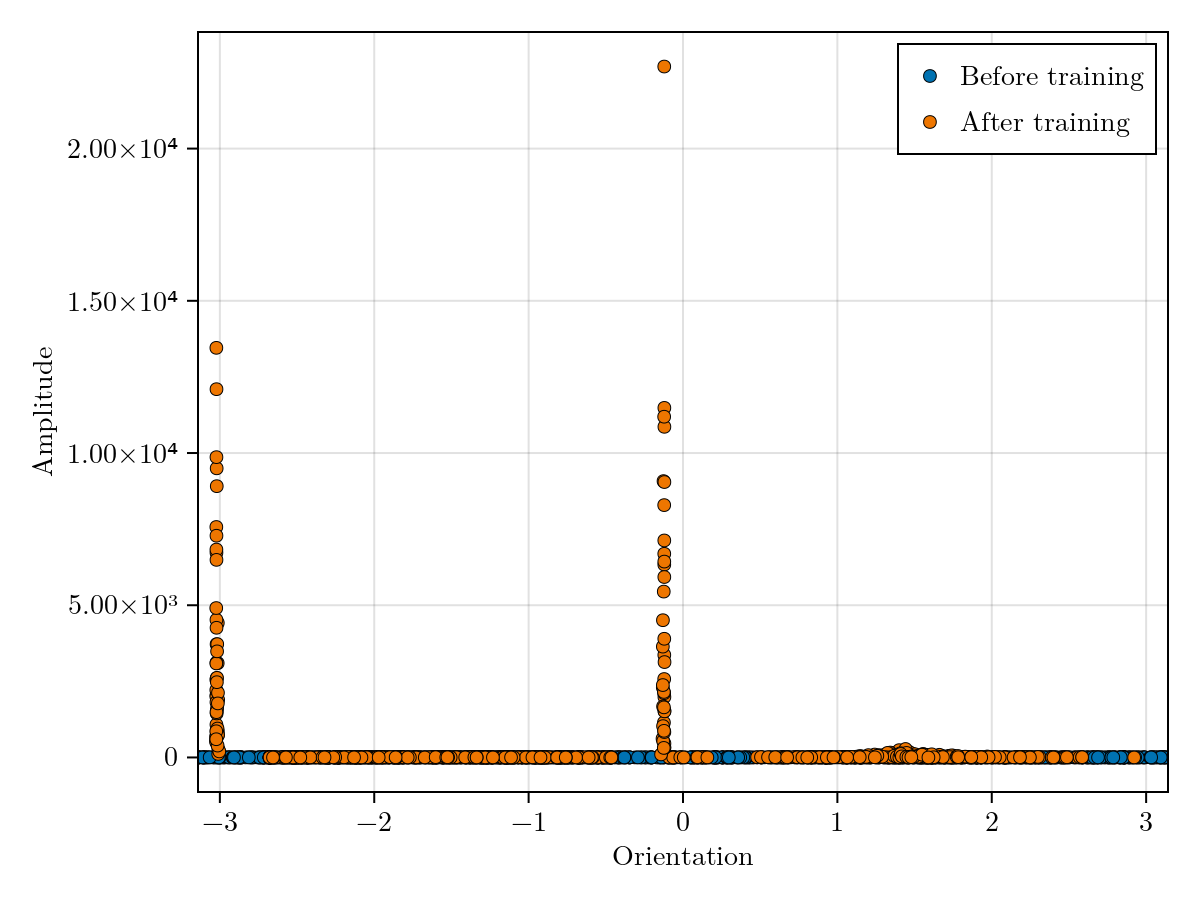 Before training
After training
2.00×10⁴
1.50×10⁴
1.00×10⁴
5.00×10³
0
Amplitude
−3 −2 −1 0 1 2 3
Orientation